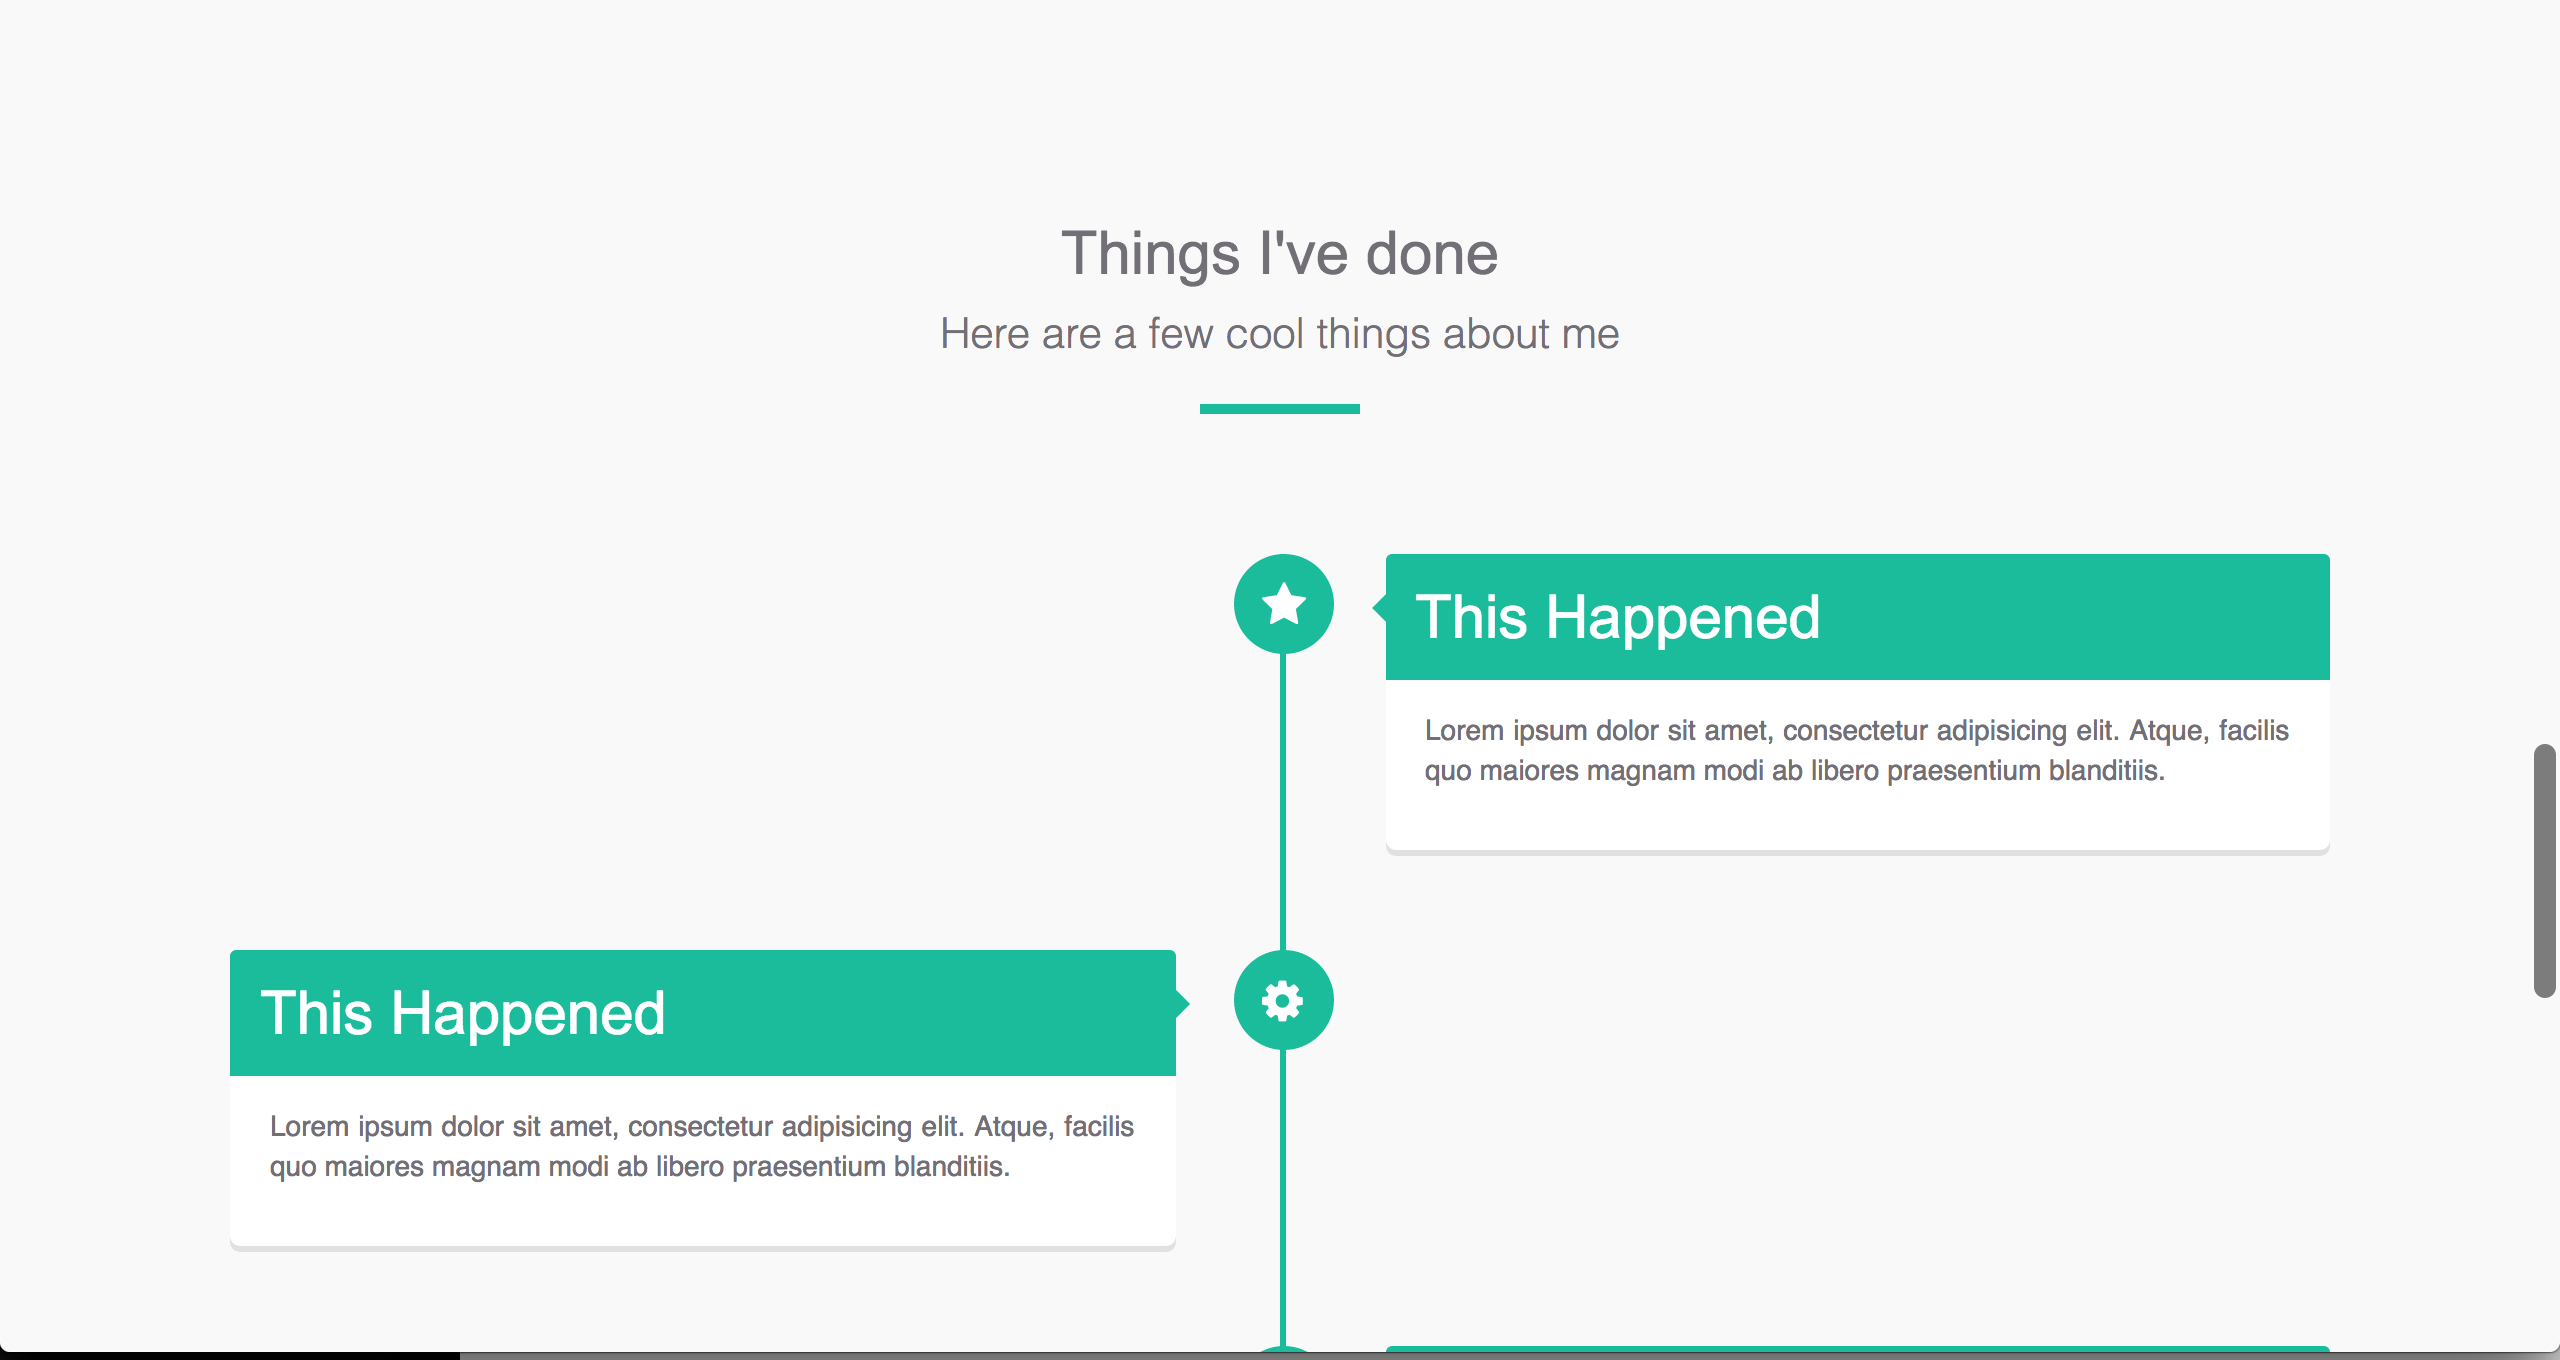 Things I've done
Here are a few cool things about me
This Happened
Lorem ipsum dolor sit amet, consectetur adipisicing elit. Atque, facilis
quo maiores magnam modi ab libero praesentium blanditiis.
This Happened
Lorem ipsum dolor sit amet, consectetur adipisicing elit. Atque, facilis
quo maiores magnam modi ab libero praesentium blanditiis.